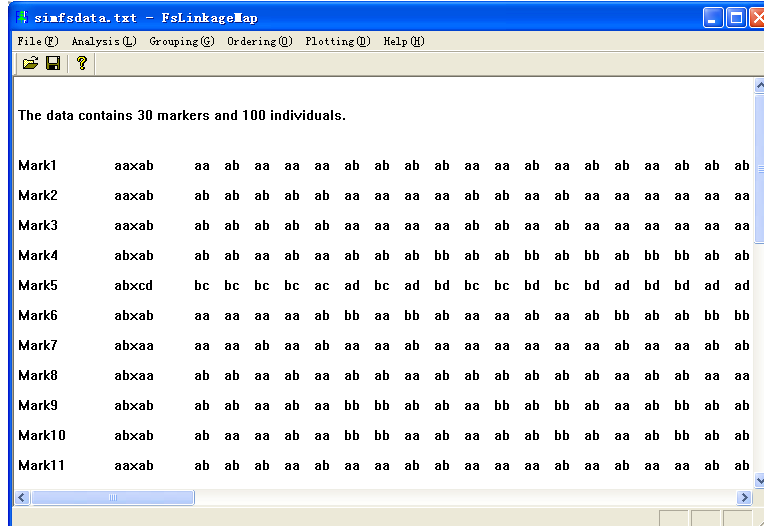 simfsdata.txt - FsLinkageMap
File(F) Analysis(L) Grouping(G) Ordering(O) Plotting(D) Help(H)
The data contains 30 markers and 100 individuals.
Mark1 aaxab aa ab aa aa aa ab ab ab ab aa aa ab aa ab ab aa ab ab ab
Mark2 aaxab ab ab ab ab ab aa aa aa aa ab ab aa ab aa aa aa aa aa aa
Mark3 aaxab ab ab ab ab ab aa aa aa aa ab ab aa ab aa aa aa aa aa aa
Mark4 abxab ab ab aa ab aa ab bb ab ab ab ab bb ab bb ab bb bb ab ab
Mark5 abxcd bc bc bc bc ac ad bc ad bd bc bc bd bc bd ad bd bd ad ad
Mark6 abxab aa aa aa aa ab bb aa bb ab aa aa ab aa ab bb ab ab bb bb
Mark7 abxaa aa aa ab ab aa ab aa aa ab ab aa aa aa aa ab aa aa ab ab
Mark8 abxaa ab ab aa ab aa ab ab aa ab ab ab ab ab ab aa ab ab aa aa
Mark9 abxab ab ab aa ab aa bb bb ab ab aa bb ab bb ab aa ab bb ab ab
Mark10 abxab ab aa aa ab aa bb bb aa ab aa ab ab bb ab aa ab bb ab ab
Mark11 aaxab ab ab ab aa ab aa aa aa ab ab aa aa aa ab aa ab aa aa ab